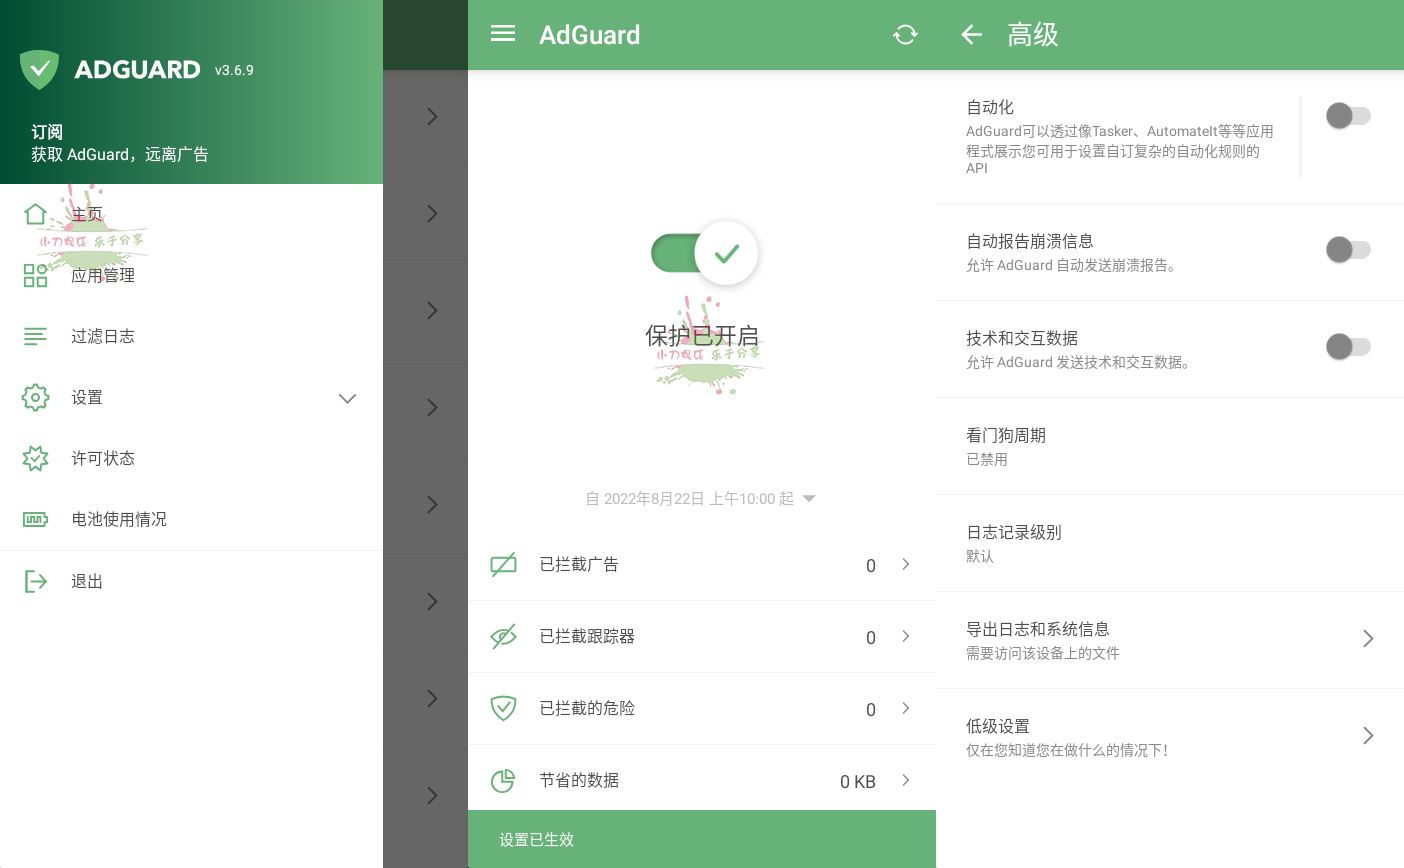 ADGUARD v3.6.9
订阅
获取 AdGuard，远离广告
主页
小刀娱乐 乐于分享
应用管理
过滤日志
设置
许可状态
电池使用情况
退出
AdGuard
保护已开启
小刀娱乐 乐于分享
自 2022年8月22日 上午10:00 起
已拦截广告 0
已拦截跟踪器 0
已拦截的危险 0
节省的数据 0 KB
设置已生效
高级
自动化
AdGuard可以透过像Tasker、AutomateIt等等应用
程式展示您可用于设置自订复杂的自动化规则的
API
自动报告崩溃信息
允许 AdGuard 自动发送崩溃报告。
技术和交互数据
允许 AdGuard 发送技术和交互数据。
看门狗周期
已禁用
日志记录级别
默认
导出日志和系统信息
需要访问该设备上的文件
低级设置
仅在您知道您在做什么的情况下！